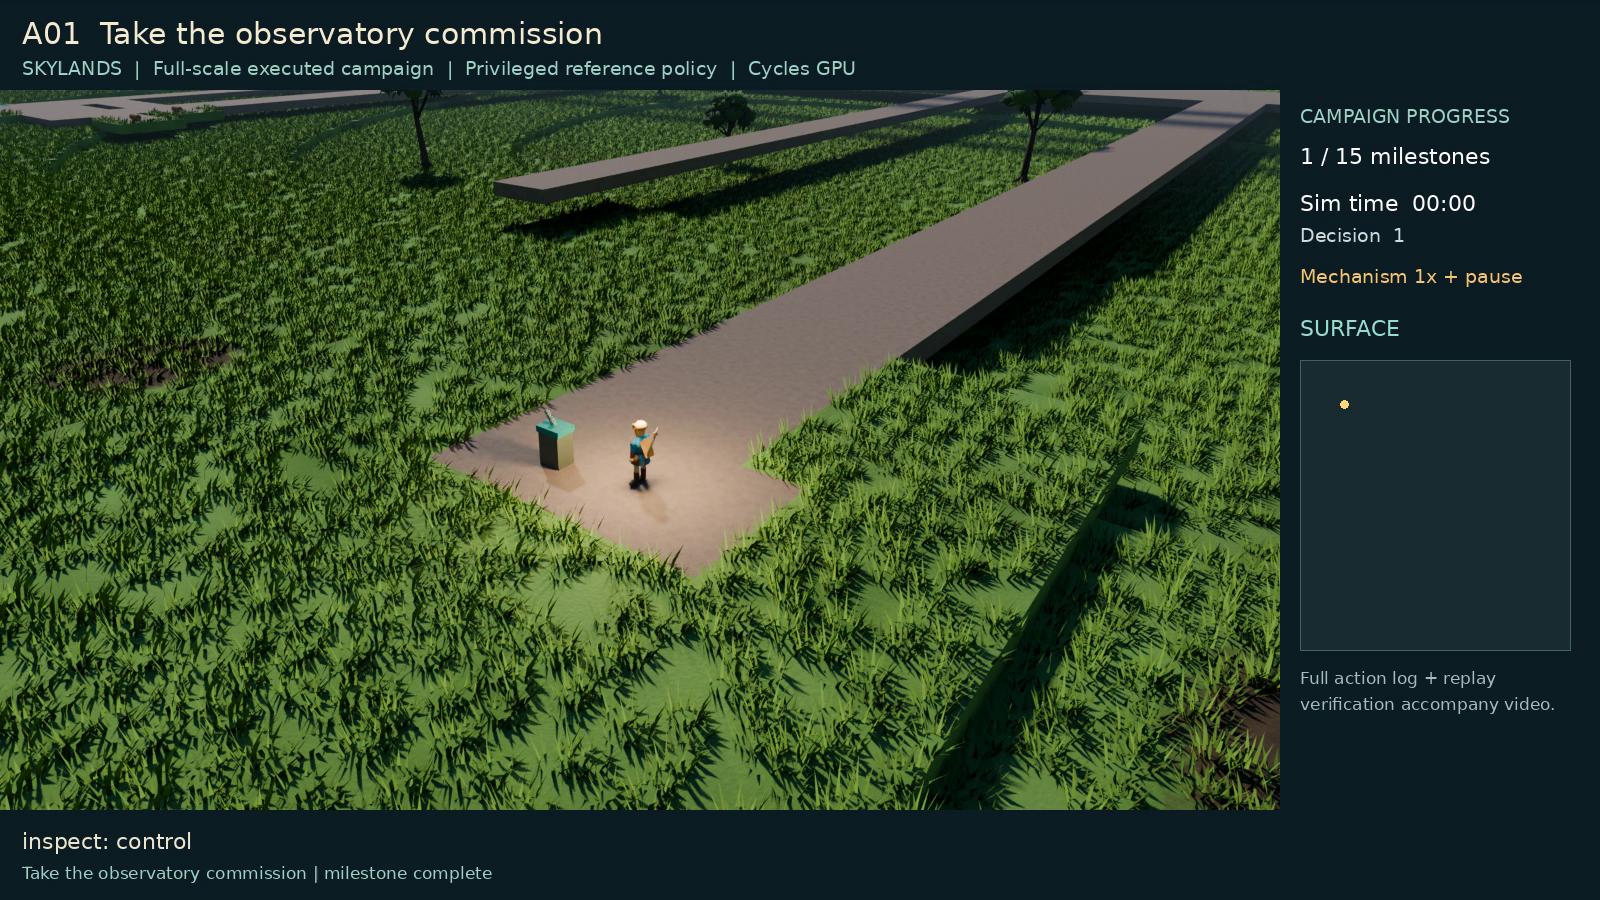 A01  Take the observatory commission
SKYLANDS  |  Full-scale executed campaign  |  Privileged reference policy  |  Cycles GPU
CAMPAIGN PROGRESS
1 / 15 milestones
Sim time  00:00
Decision  1
Mechanism 1x + pause
SURFACE
Full action log + replay
verification accompany video.
inspect: control
Take the observatory commission | milestone complete